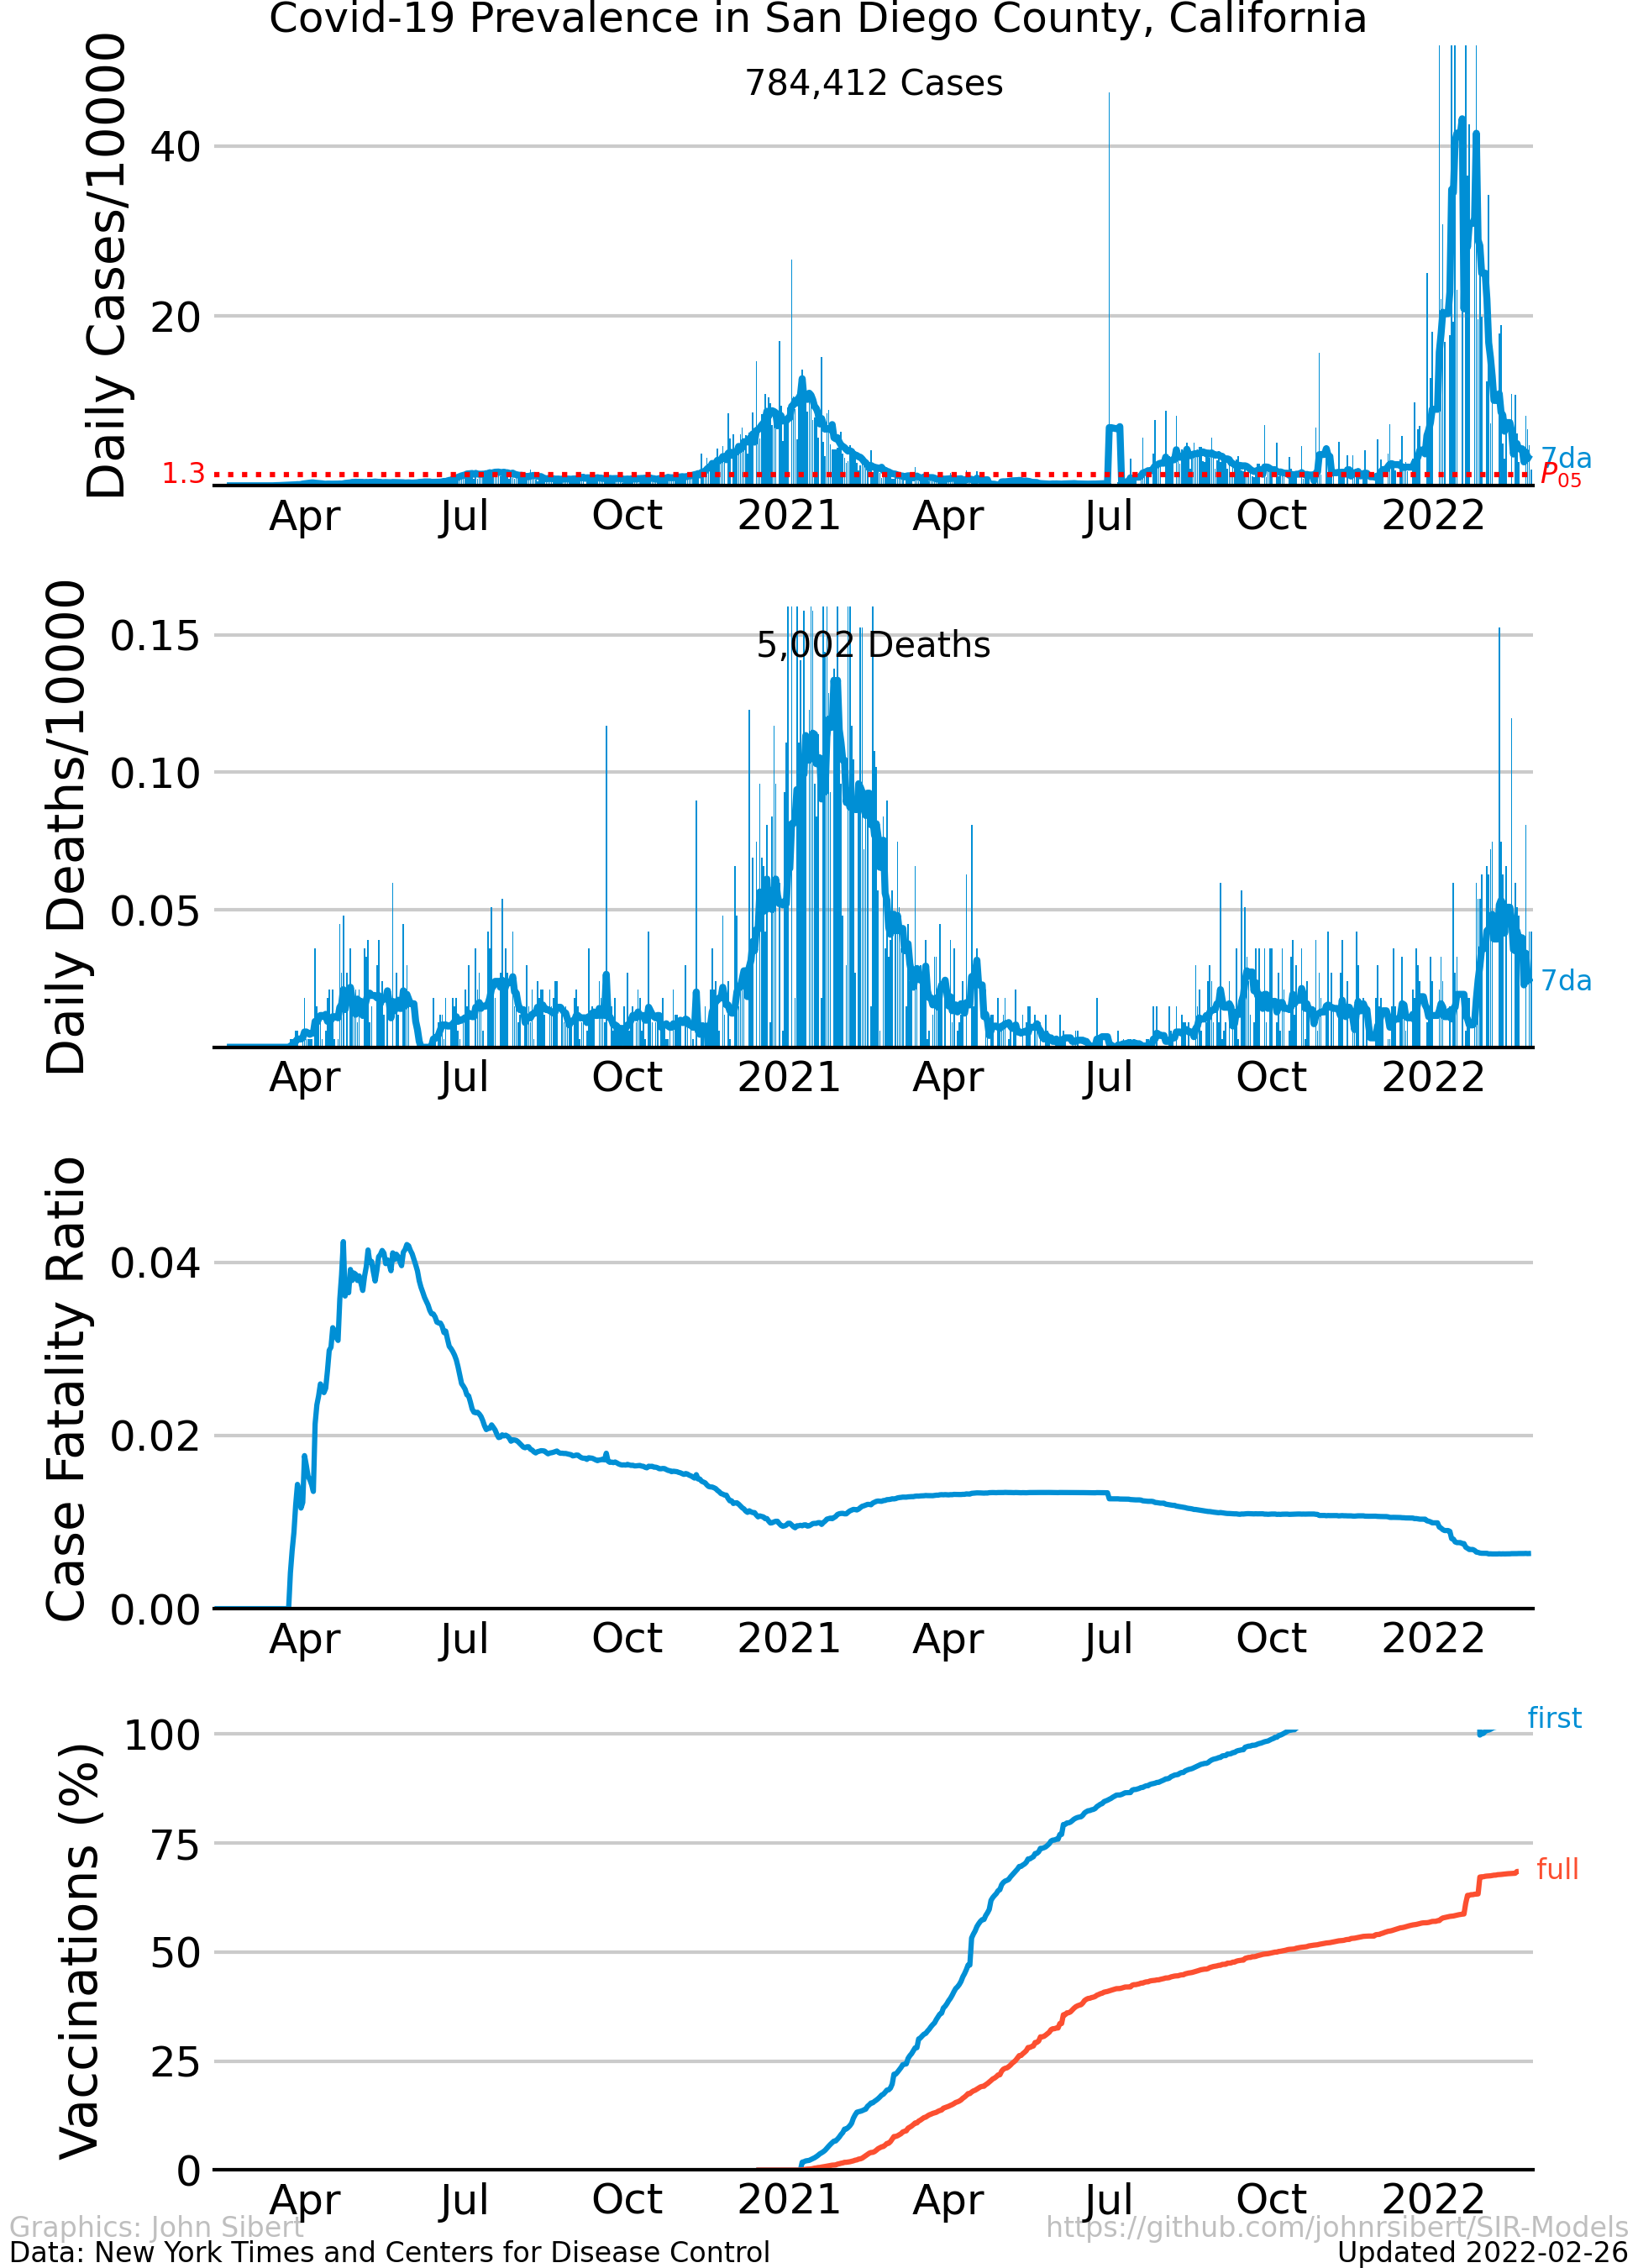 Covid-19 Prevalence in San Diego County, California
784,412 Cases
Daily Cases/10000
40
20
1.3
7da
P05
Apr Jul Oct 2021 Apr Jul Oct 2022
5,002 Deaths
Daily Deaths/10000
0.15
0.10
0.05
7da
Apr Jul Oct 2021 Apr Jul Oct 2022
Case Fatality Ratio
0.04
0.02
0.00
Apr Jul Oct 2021 Apr Jul Oct 2022
Vaccinations (%)
100
75
50
25
0
first
full
Apr Jul Oct 2021 Apr Jul Oct 2022
Graphics: John Sibert
https://github.com/johnrsibert/SIR-Models
Data: New York Times and Centers for Disease Control
Updated 2022-02-26